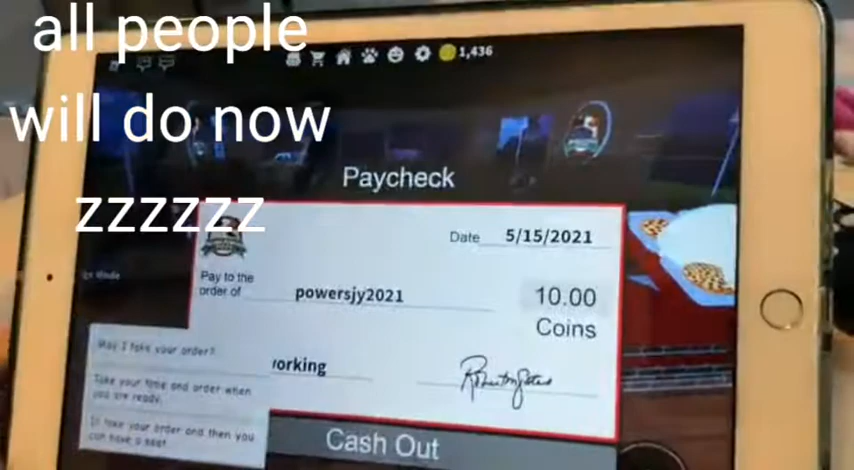 all people
will do now
zzzzzz
1,436
Paycheck
Date 5/15/2021
Pay to the
order of powersjy2021
10.00
Coins
orking
May I take your order?
Take your time and order when
you are ready.
I'll take your order and then you
can have a seat.
Cash Out